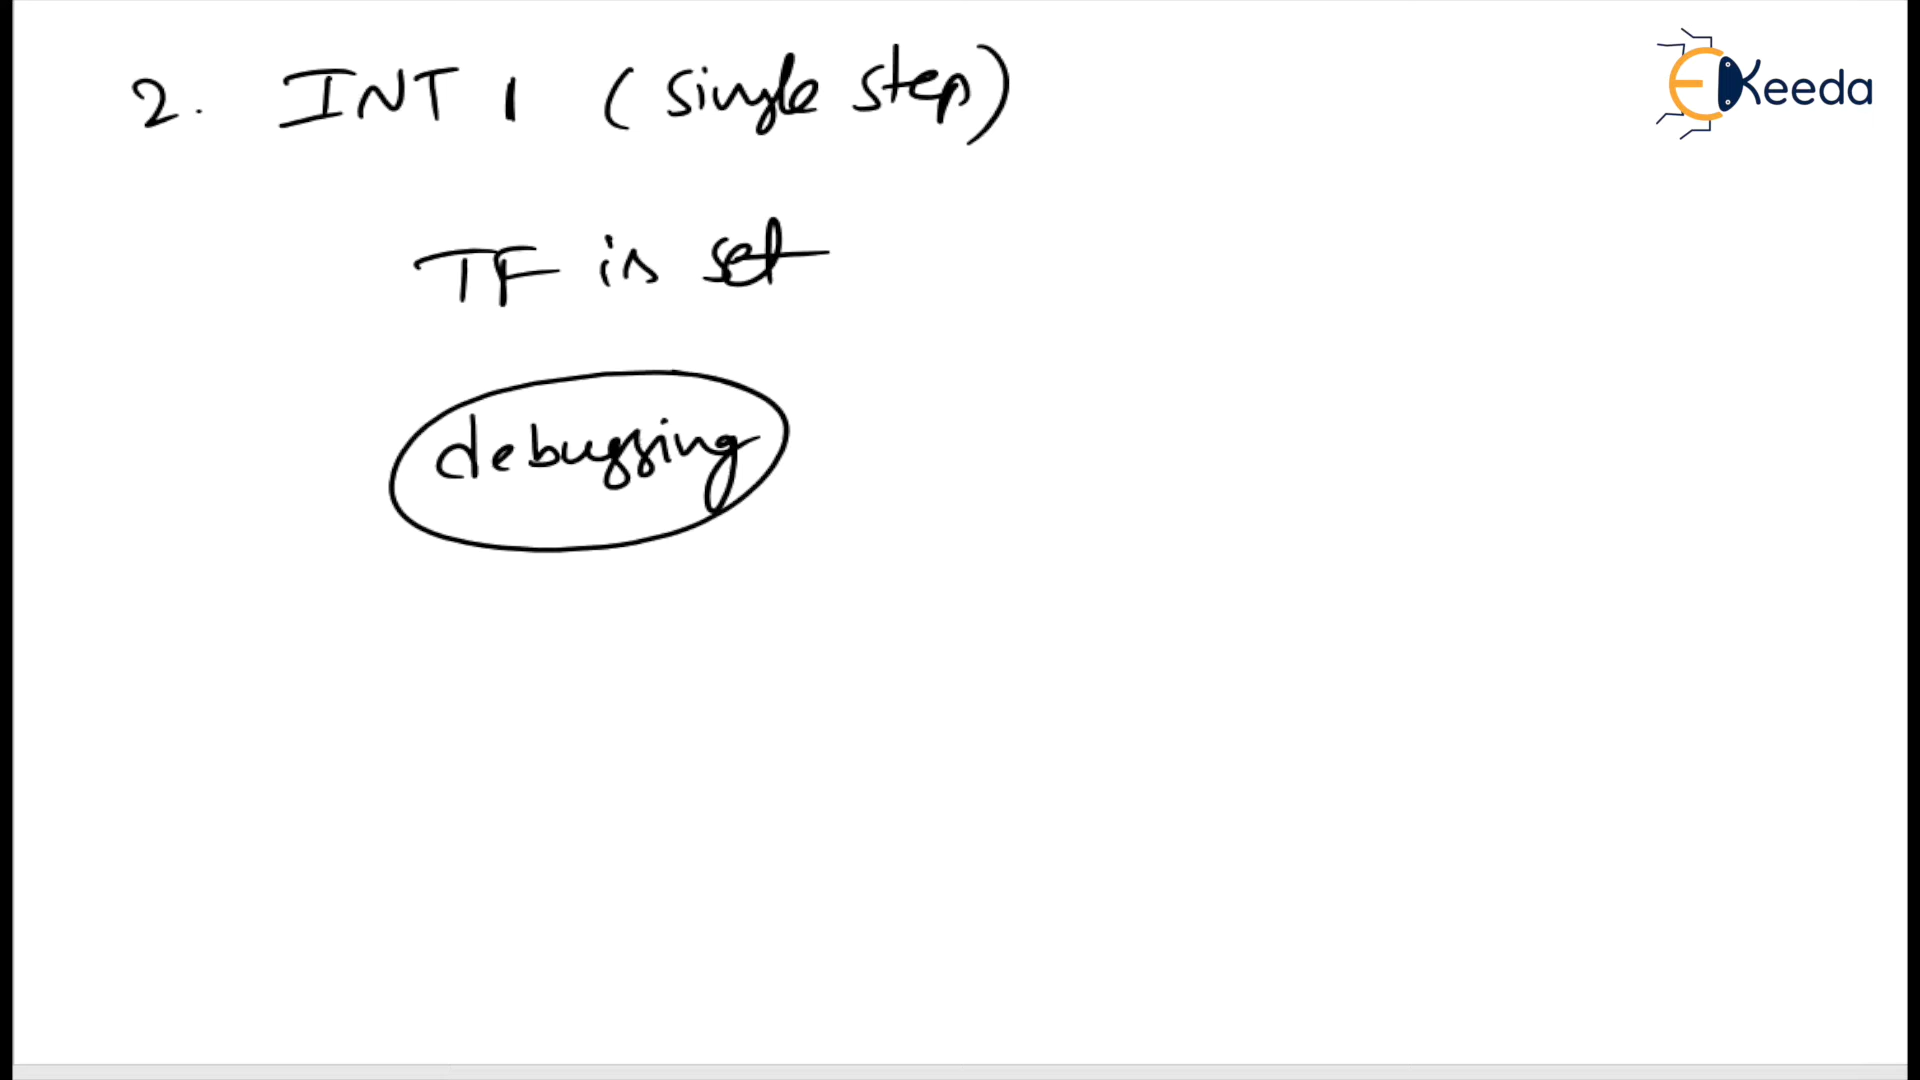 2. INT 1 (single step)
EKeeda
TF is set
debugging